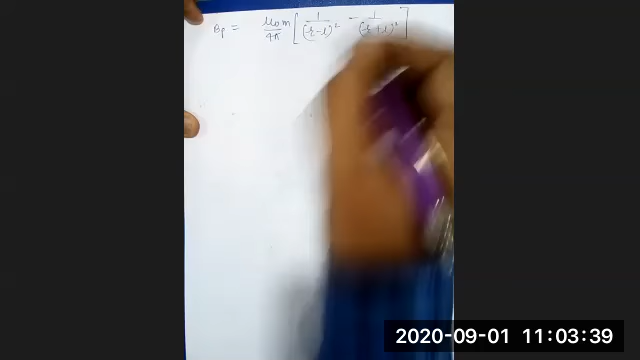 Bp = μ₀m/4π [ 1/(r-l)² - 1/(r+l)² ]
2020-09-01 11:03:39